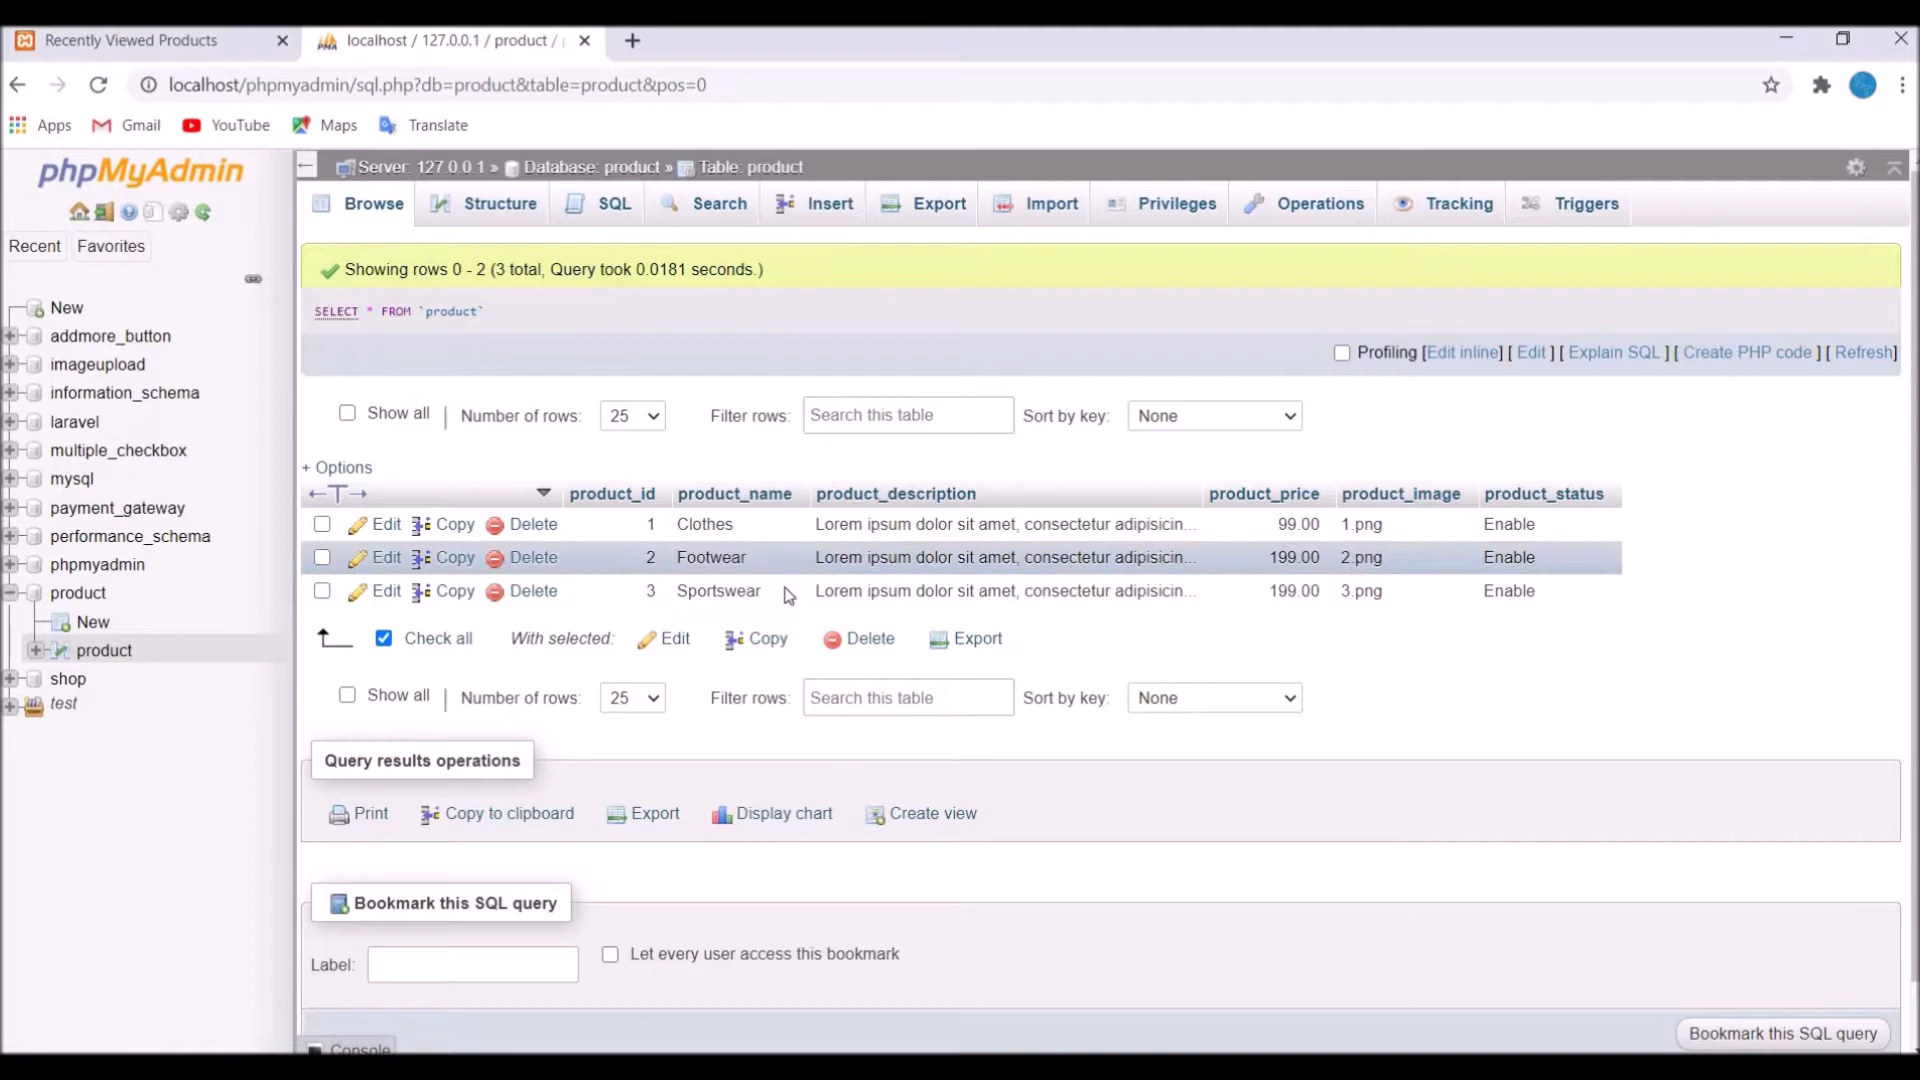 Recently Viewed Products
localhost / 127.0.0.1 / product /
localhost/phpmyadmin/sql.php?db=product&table=product&pos=0
Apps Gmail YouTube Maps Translate
phpMyAdmin
Recent Favorites
New
addmore_button
imageupload
information_schema
laravel
multiple_checkbox
mysql
payment_gateway
performance_schema
phpmyadmin
product
New
product
shop
test
Server: 127.0.0.1 » Database: product » Table: product
Browse Structure SQL Search Insert Export Import Privileges Operations Tracking Triggers
Showing rows 0 - 2 (3 total, Query took 0.0181 seconds.)
SELECT * FROM `product`
Profiling [Edit inline] [ Edit ] [ Explain SQL ] [ Create PHP code ] [ Refresh]
Show all | Number of rows: 25 Filter rows: Search this table Sort by key: None
+ Options
←T→ product_id product_name product_description product_price product_image product_status
Edit Copy Delete 1 Clothes Lorem ipsum dolor sit amet, consectetur adipisicin... 99.00 1.png Enable
Edit Copy Delete 2 Footwear Lorem ipsum dolor sit amet, consectetur adipisicin... 199.00 2.png Enable
Edit Copy Delete 3 Sportswear Lorem ipsum dolor sit amet, consectetur adipisicin... 199.00 3.png Enable
Check all With selected: Edit Copy Delete Export
Show all | Number of rows: 25 Filter rows: Search this table Sort by key: None
Query results operations
Print Copy to clipboard Export Display chart Create view
Bookmark this SQL query
Label: Let every user access this bookmark
Bookmark this SQL query
Console